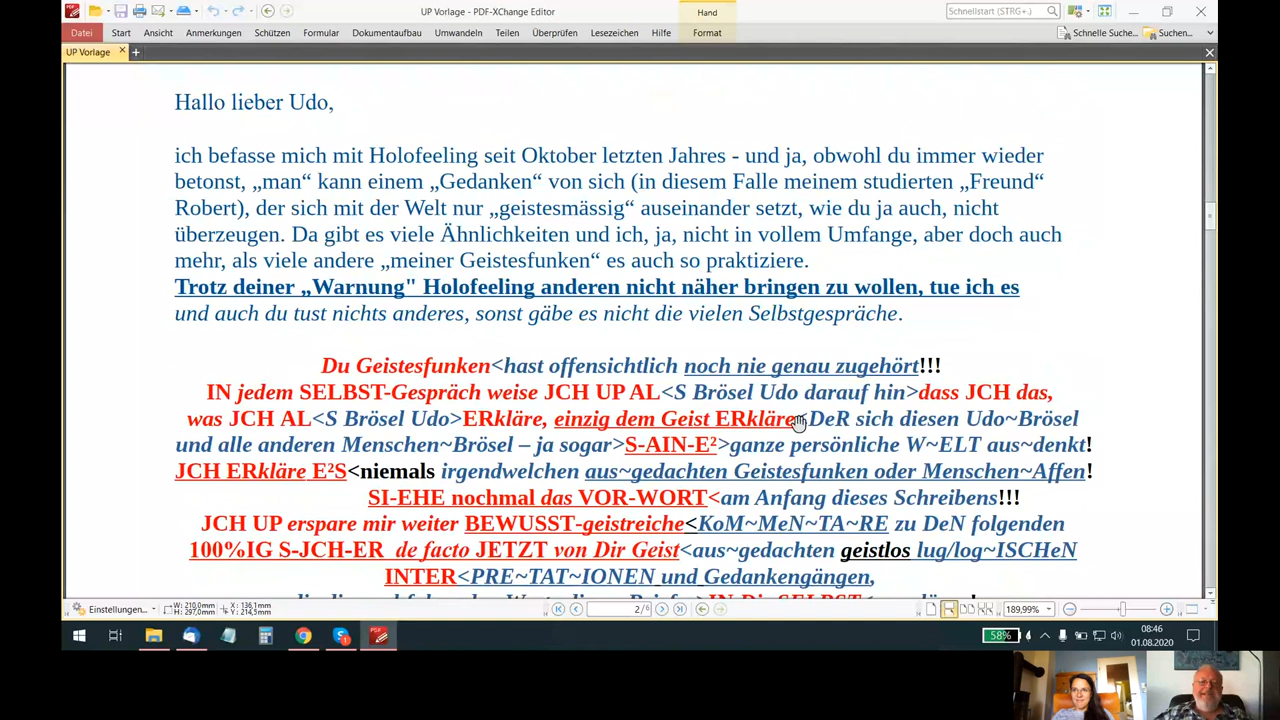 UP Vorlage - PDF-XChange Editor
Hand
Schnellstart (STRG+.)
Datei Start Ansicht Anmerkungen Schützen Formular Dokumentaufbau Umwandeln Teilen Überprüfen Lesezeichen Hilfe Format Schnelle Suche... Suchen...
UP Vorlage
Hallo lieber Udo,
ich befasse mich mit Holofeeling seit Oktober letzten Jahres - und ja, obwohl du immer wieder
betonst, „man“ kann einem „Gedanken“ von sich (in diesem Falle meinem studierten „Freund“
Robert), der sich mit der Welt nur „geistesmässig“ auseinander setzt, wie du ja auch, nicht
überzeugen. Da gibt es viele Ähnlichkeiten und ich, ja, nicht in vollem Umfange, aber doch auch
mehr, als viele andere „meiner Geistesfunken“ es auch so praktiziere.
Trotz deiner „Warnung" Holofeeling anderen nicht näher bringen zu wollen, tue ich es
und auch du tust nichts anderes, sonst gäbe es nicht die vielen Selbstgespräche.
Du Geistesfunken<hast offensichtlich noch nie genau zugehört!!!
IN jedem SELBST-Gespräch weise JCH UP AL<S Brösel Udo darauf hin>dass JCH das,
was JCH AL<S Brösel Udo>ERkläre, einzig dem Geist ERkläre<DeR sich diesen Udo~Brösel
und alle anderen Menschen~Brösel – ja sogar>S-AIN-E²>ganze persönliche W~ELT aus~denkt!
JCH ERkläre E²S<niemals irgendwelchen aus~gedachten Geistesfunken oder Menschen~Affen!
SI-EHE nochmal das VOR-WORT<am Anfang dieses Schreibens!!!
JCH UP erspare mir weiter BEWUSST-geistreiche<KoM~MeN~TA~RE zu DeN folgenden
100%IG S-JCH-ER de facto JETZT von Dir Geist<aus~gedachten geistlos lug/log~ISCHeN
INTER<PRE~TAT~IONEN und Gedankengängen,
Einstellungen... W: 210,0mm H: 297,0mm X: 136,1mm Y: 214,5mm 2/6 189,99%
58% 08:46
01.08.2020